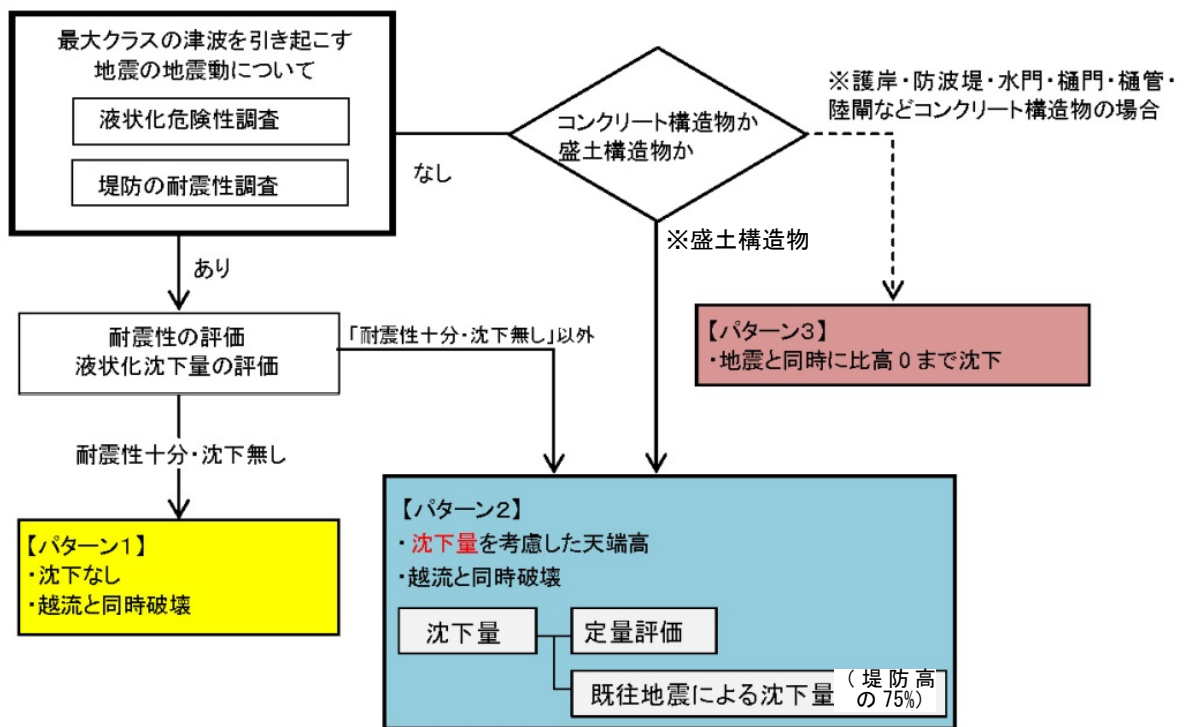 最大クラスの津波を引き起こす
地震の地震動について
液状化危険性調査
堤防の耐震性調査
なし
コンクリート構造物か
盛土構造物か
※護岸・防波堤・水門・樋門・樋管・
陸閘などコンクリート構造物の場合
※盛土構造物
あり
耐震性の評価
液状化沈下量の評価
「耐震性十分・沈下無し」以外
【パターン3】
・地震と同時に比高0まで沈下
耐震性十分・沈下無し
【パターン1】
・沈下なし
・越流と同時破壊
【パターン2】
・沈下量を考慮した天端高
・越流と同時破壊
沈下量
定量評価
既往地震による沈下量
（堤防高
の75%）